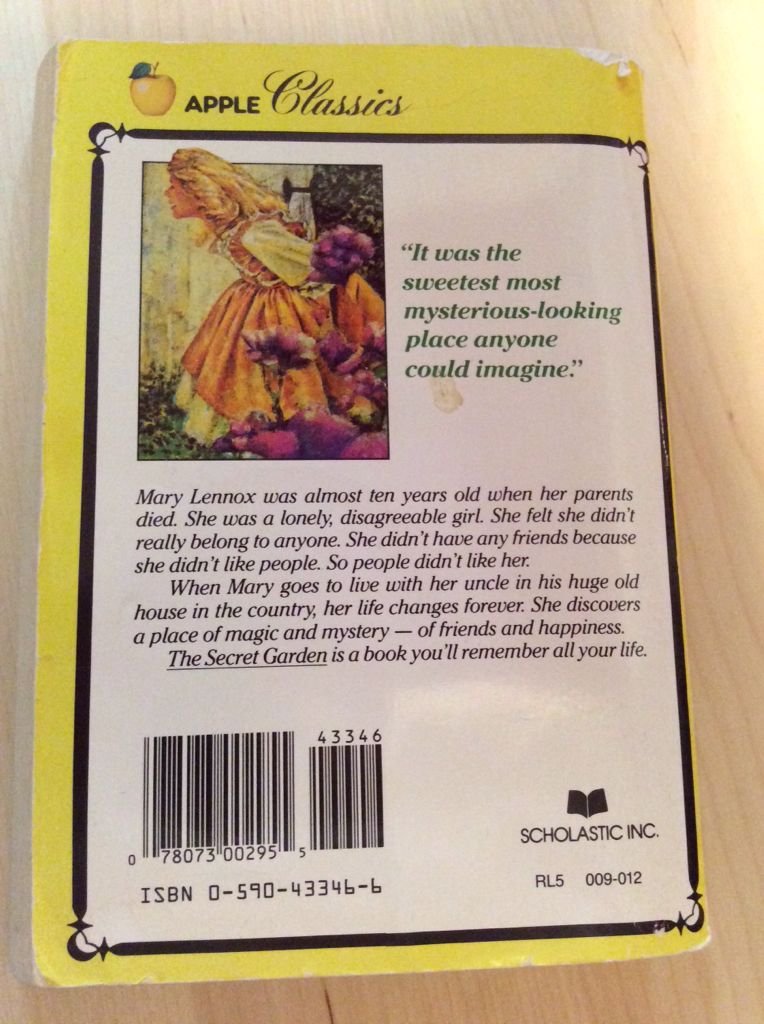 APPLE Classics
“It was the
sweetest most
mysterious-looking
place anyone
could imagine.”
Mary Lennox was almost ten years old when her parents
died. She was a lonely, disagreeable girl. She felt she didn’t
really belong to anyone. She didn’t have any friends because
she didn’t like people. So people didn’t like her.
When Mary goes to live with her uncle in his huge old
house in the country, her life changes forever. She discovers
a place of magic and mystery — of friends and happiness.
The Secret Garden is a book you’ll remember all your life.
43346
0 78073 00295 5
ISBN 0-590-43346-6
SCHOLASTIC INC.
RL5 009-012